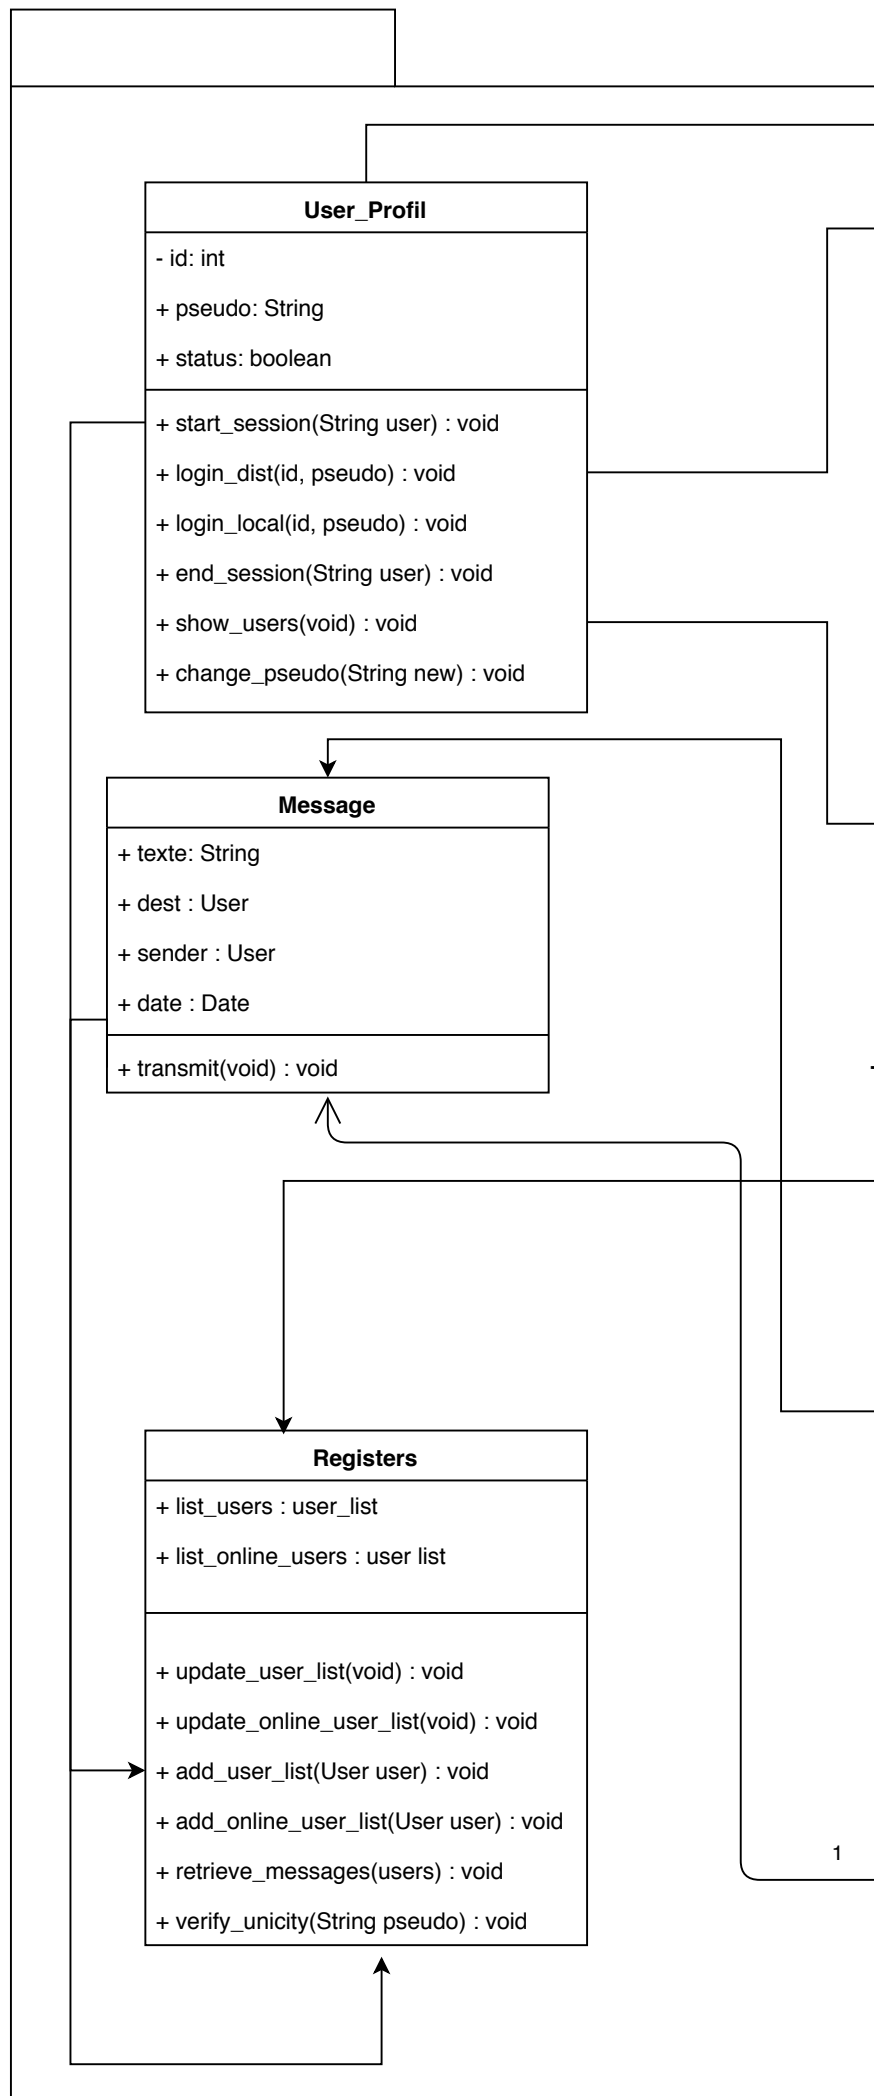 User_Profil
- id: int
+ pseudo: String
+ status: boolean
+ start_session(String user) : void
+ login_dist(id, pseudo) : void
+ login_local(id, pseudo) : void
+ end_session(String user) : void
+ show_users(void) : void
+ change_pseudo(String new) : void
Message
+ texte: String
+ dest : User
+ sender : User
+ date : Date
+ transmit(void) : void
Registers
+ list_users : user_list
+ list_online_users : user list
+ update_user_list(void) : void
+ update_online_user_list(void) : void
+ add_user_list(User user) : void
+ add_online_user_list(User user) : void
+ retrieve_messages(users) : void
1
+ verify_unicity(String pseudo) : void